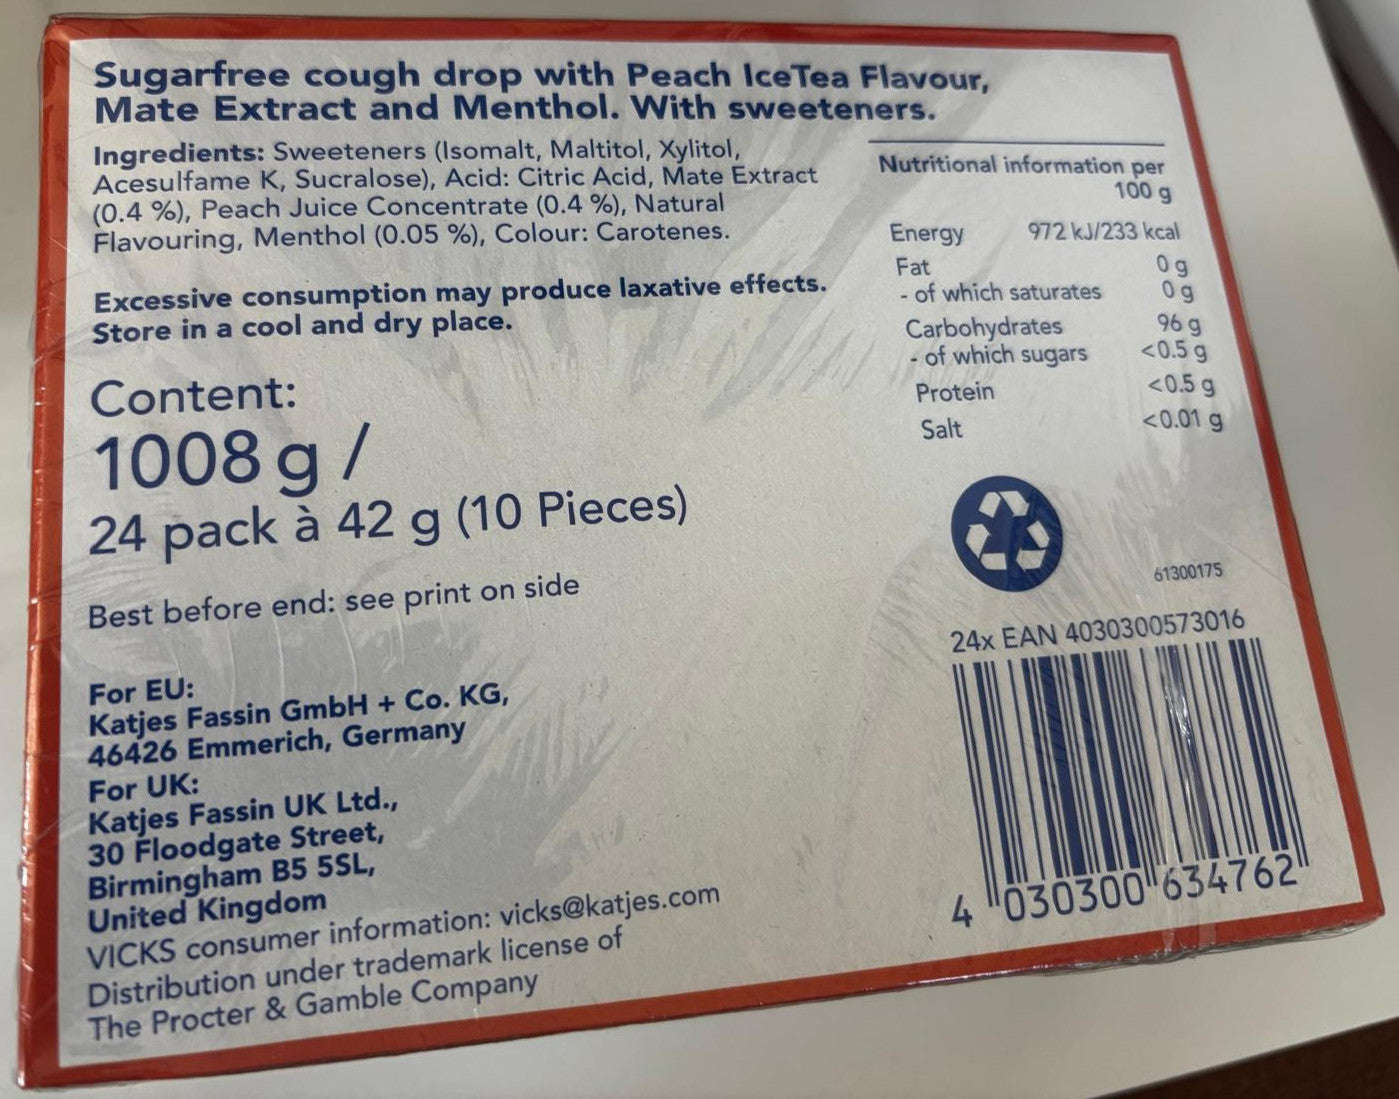 Sugarfree cough drop with Peach IceTea Flavour,
Mate Extract and Menthol. With sweeteners.
Ingredients: Sweeteners (Isomalt, Maltitol, Xylitol,
Acesulfame K, Sucralose), Acid: Citric Acid, Mate Extract
(0.4 %), Peach Juice Concentrate (0.4 %), Natural
Flavouring, Menthol (0.05 %), Colour: Carotenes.
Excessive consumption may produce laxative effects.
Store in a cool and dry place.
Content:
1008 g /
24 pack à 42 g (10 Pieces)
Best before end: see print on side
For EU:
Katjes Fassin GmbH + Co. KG,
46426 Emmerich, Germany
For UK:
Katjes Fassin UK Ltd.,
30 Floodgate Street,
Birmingham B5 5SL,
United Kingdom
VICKS consumer information: vicks@katjes.com
Distribution under trademark license of
The Procter & Gamble Company
Nutritional information per
100 g
Energy 972 kJ/233 kcal
Fat 0 g
- of which saturates 0 g
Carbohydrates 96 g
- of which sugars <0.5 g
Protein <0.5 g
Salt <0.01 g
61300175
24x EAN 4030300573016
4 030300 634762